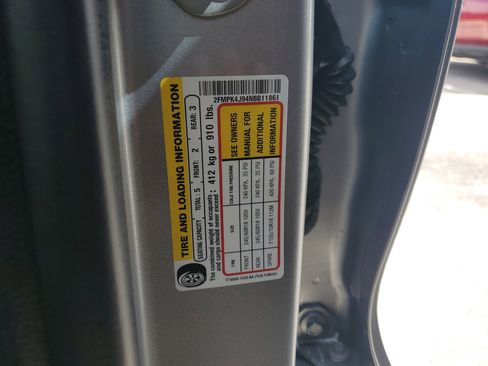 TIRE AND LOADING INFORMATION
SEATING CAPACITY TOTAL: 5 FRONT: 2 REAR: 3
The combined weight of occupants
and cargo should never exceed: 412 kg or 910 lbs.
2FMPK4J94NBB11861
TIRE SIZE COLD TIRE PRESSURE SEE OWNERS
FRONT 245/60R18 105V 240 KPA, 35 PSI MANUAL FOR
REAR 245/60R18 105V 240 KPA, 35 PSI ADDITIONAL
SPARE T155/70R18 112M 420 KPA, 60 PSI INFORMATION